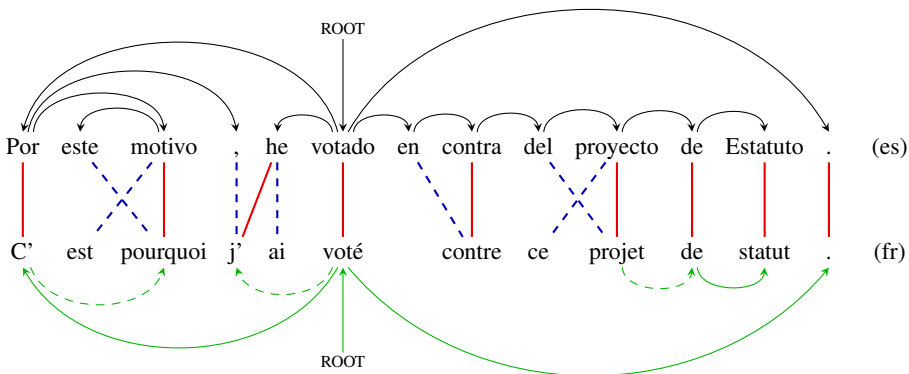 ROOT
Por este motivo , he votado en contra del proyecto de Estatuto . (es)
C’ est pourquoi j’ ai voté contre ce projet de statut . (fr)
ROOT